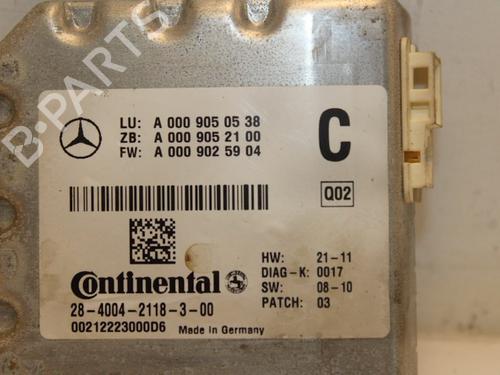 LU: A 000 905 05 38
ZB: A 000 905 21 00
FW: A 000 902 59 04
C
Q02
Continental
HW: 21-11
DIAG-K: 0017
SW: 08-10
PATCH: 03
28-4004-2118-3-00
00212223000D6 Made in Germany